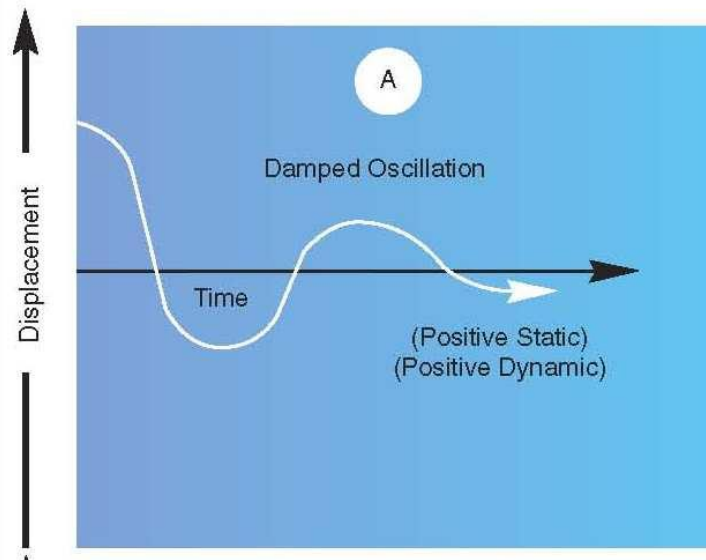 A
Damped Oscillation
Displacement
Time
(Positive Static)
(Positive Dynamic)